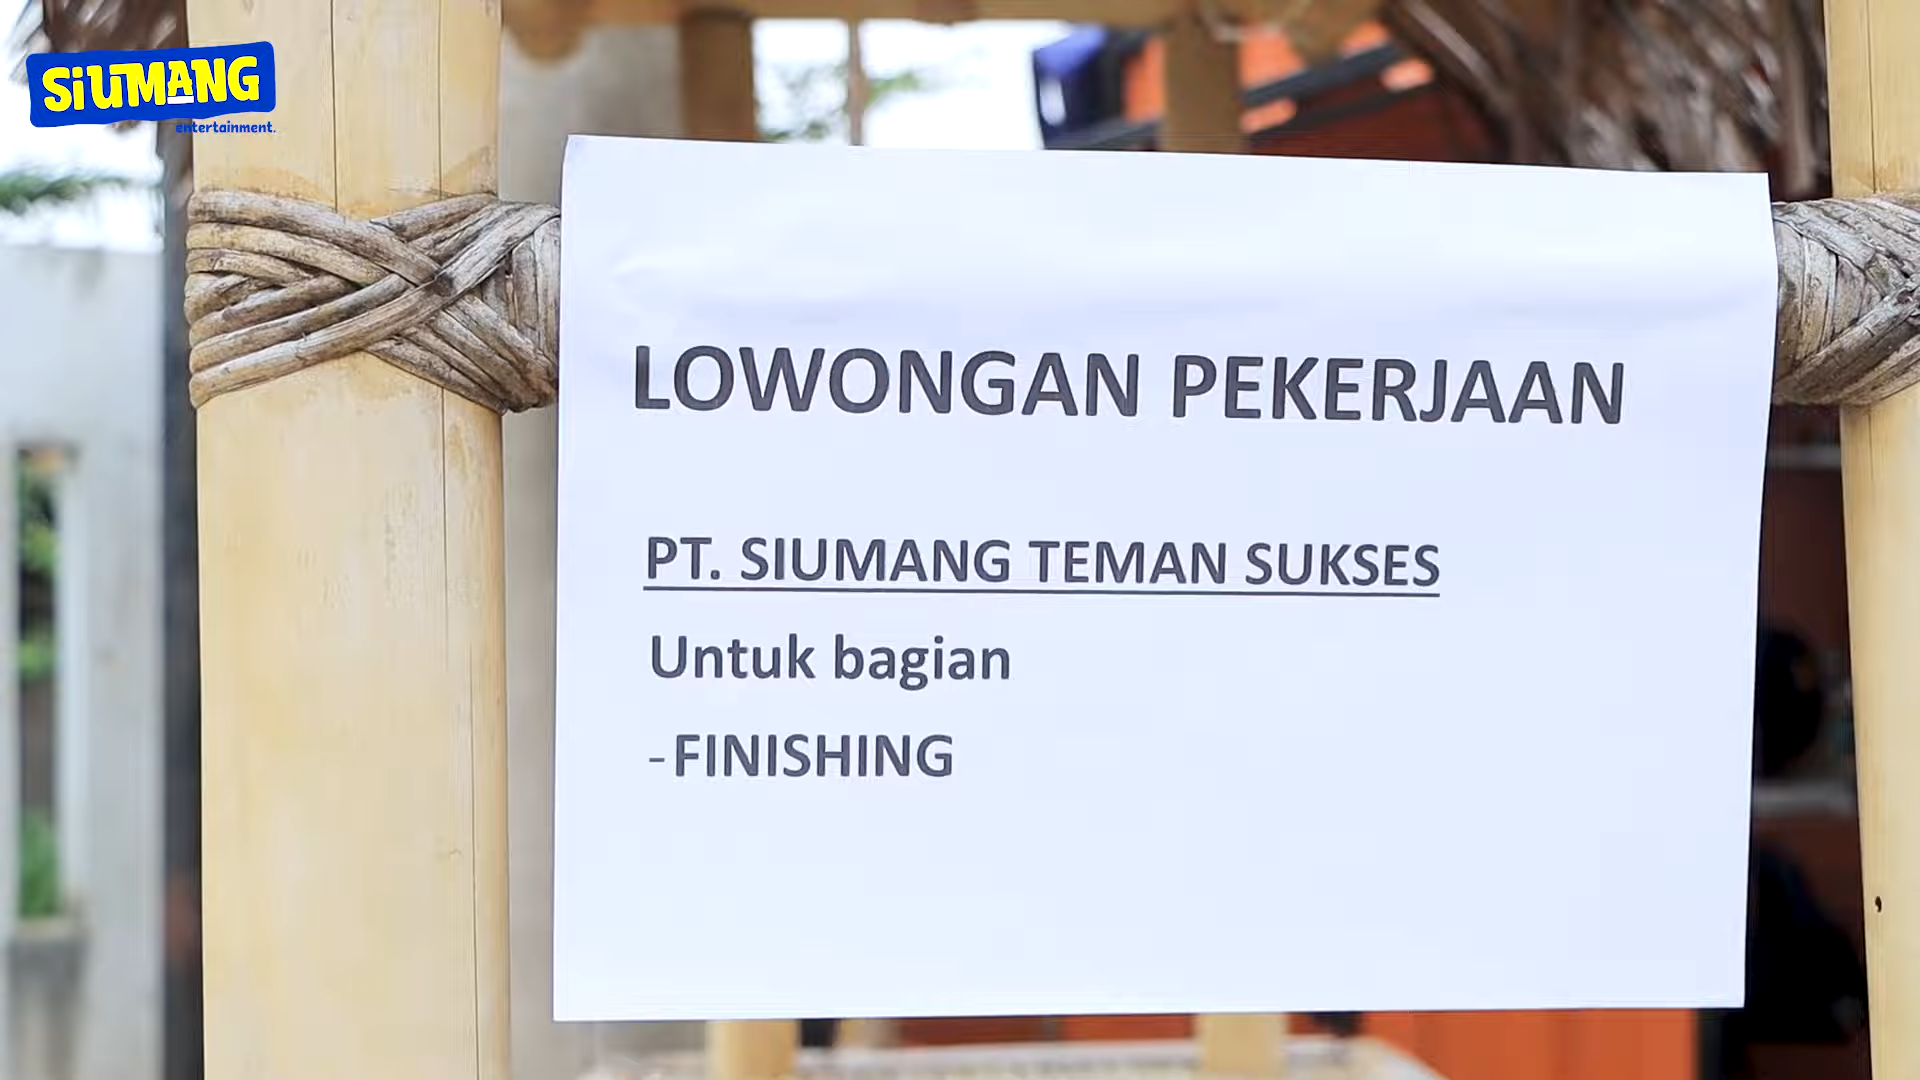 SiUMANG
entertainment.
LOWONGAN PEKERJAAN
PT. SIUMANG TEMAN SUKSES
Untuk bagian
-FINISHING